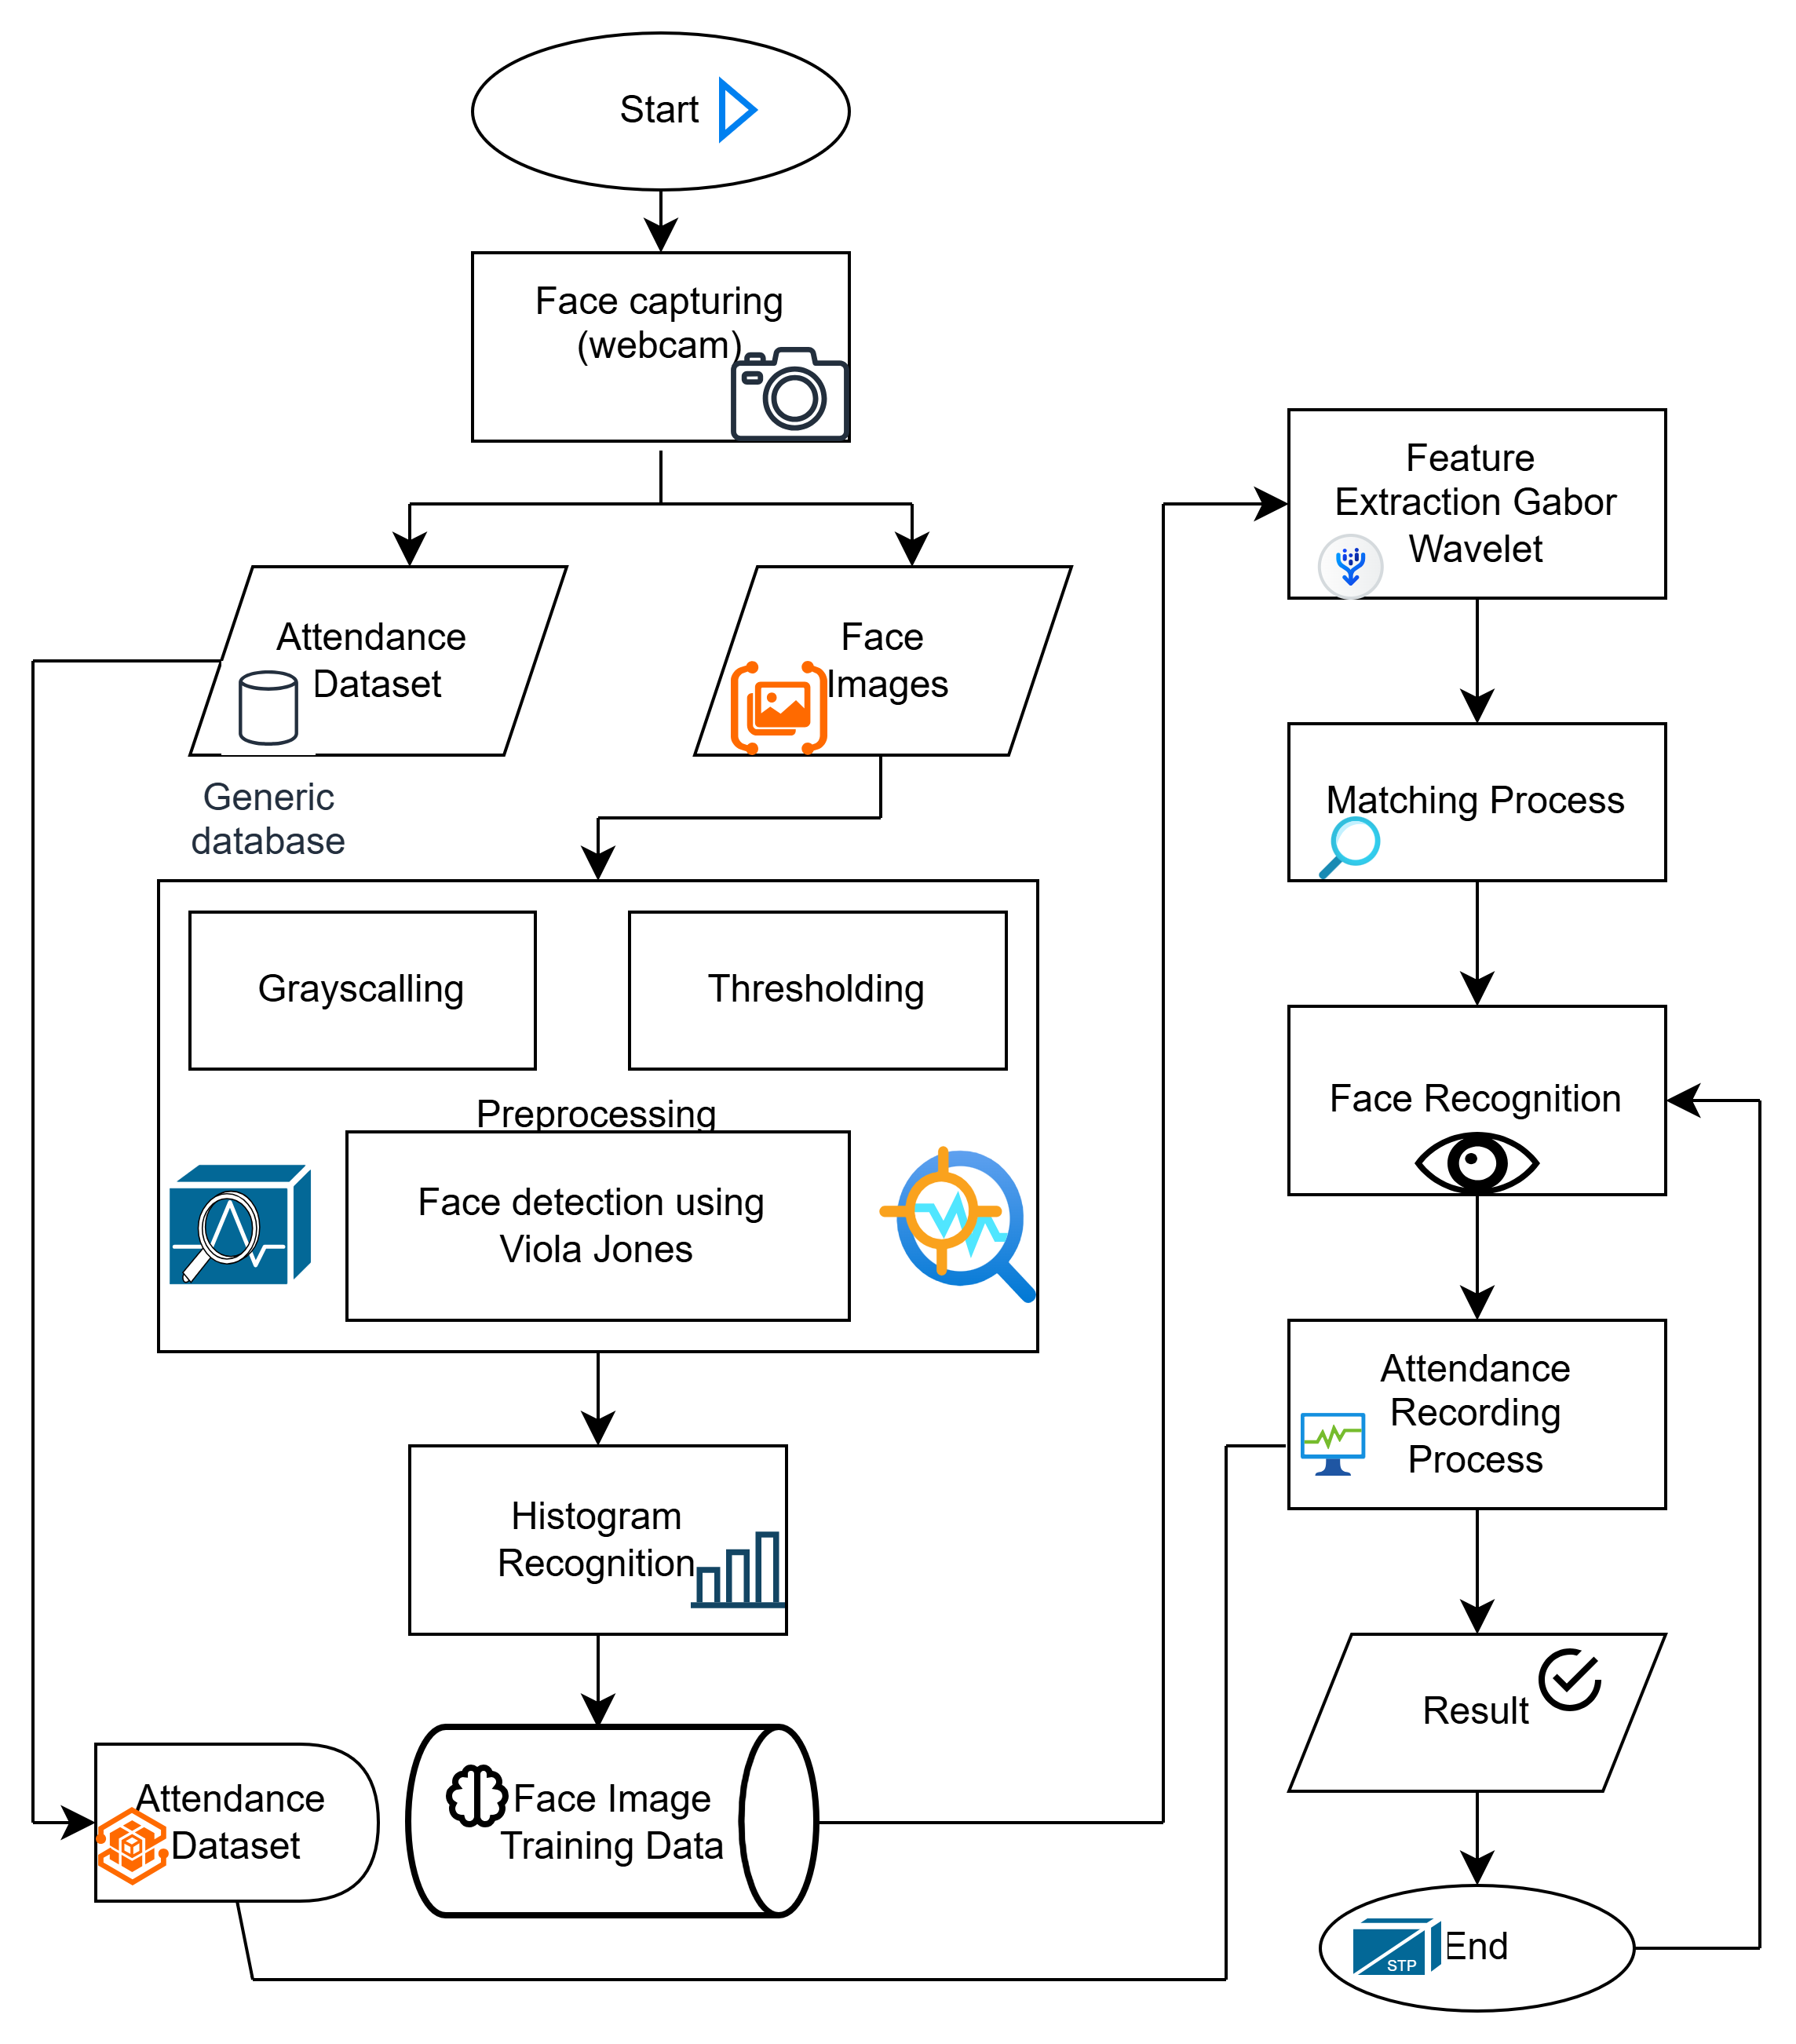 Start
Face capturing
(webcam)
Attendance
Dataset
Face
Images
Generic
database
Grayscalling
Thresholding
Preprocessing
Face detection using
Viola Jones
Histogram
Recognition
Attendance
Dataset
Face Image
Training Data
Feature
Extraction Gabor
Wavelet
Matching Process
Face Recognition
Attendance
Recording
Process
Result
End
STP